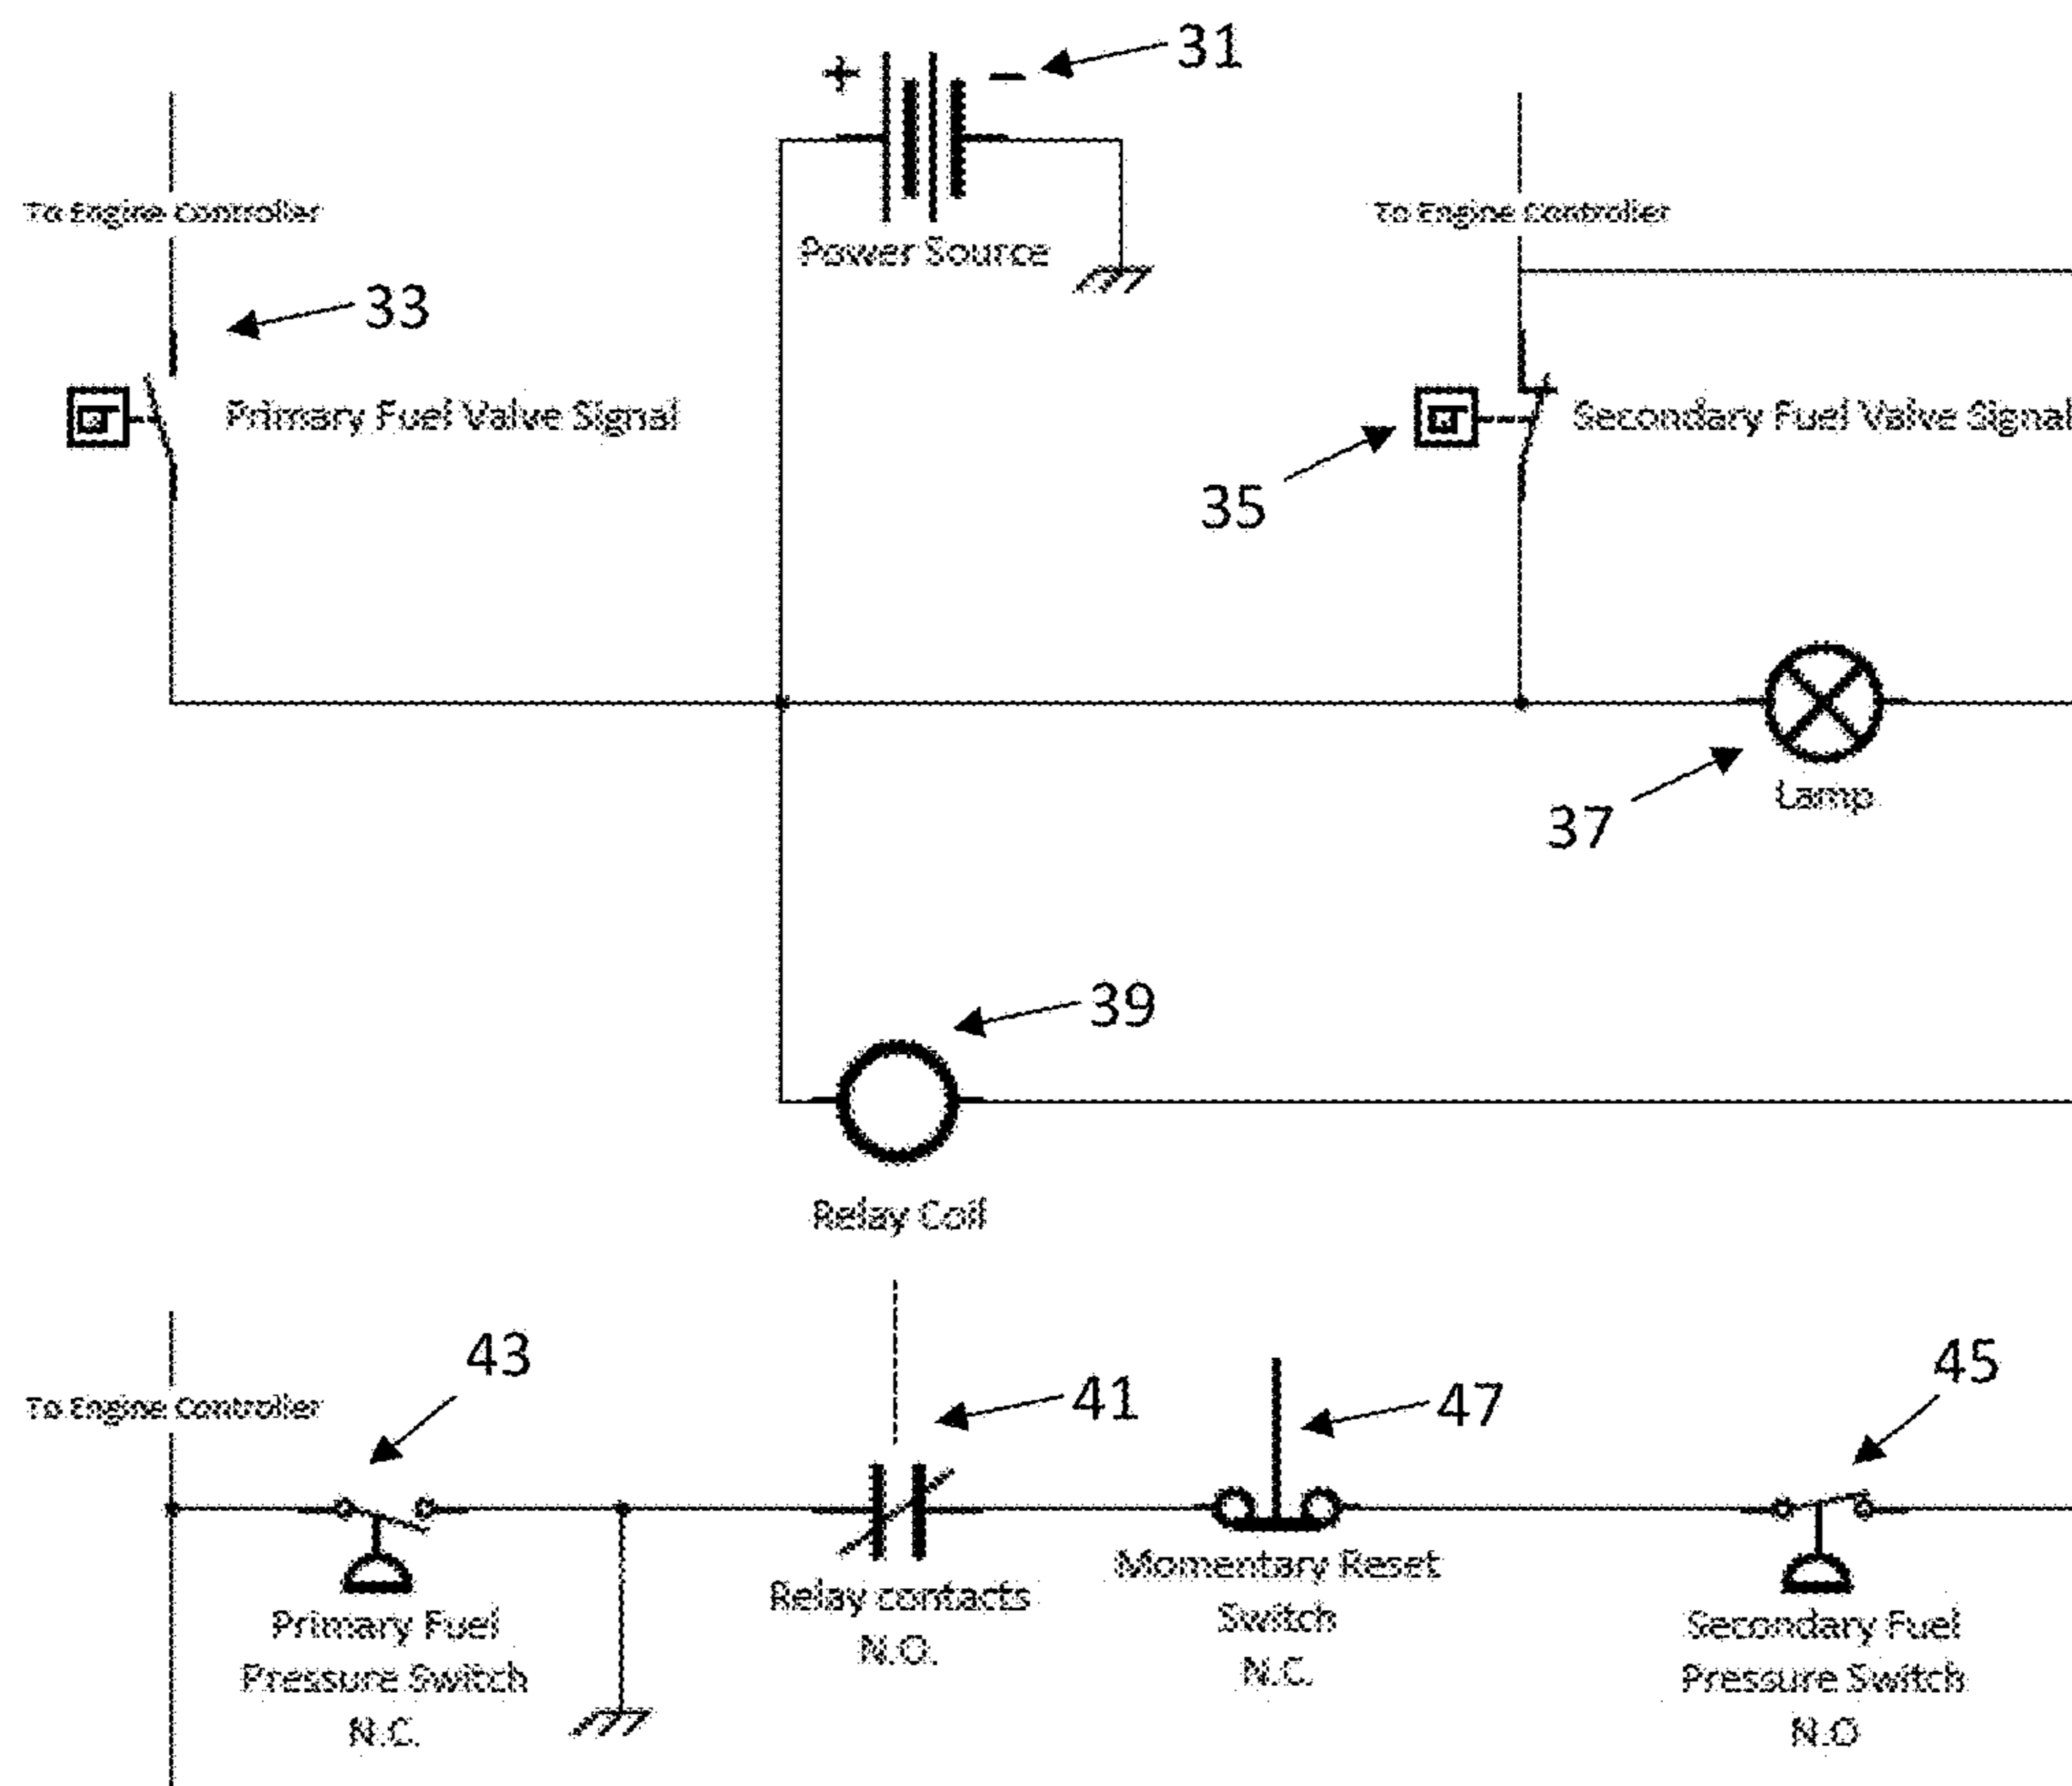 31
+ −
To Engine Controller
To Engine Controller
Power Source
33
Primary Fuel Valve Signal
Secondary Fuel Valve Signal
35
37
Lamp
39
Relay Coil
43
45
41
47
To Engine Controller
Momentary Reset
Switch
N.C.
Relay contacts
N.O.
Primary Fuel
Pressure Switch
N.C.
Secondary Fuel
Pressure Switch
N.O